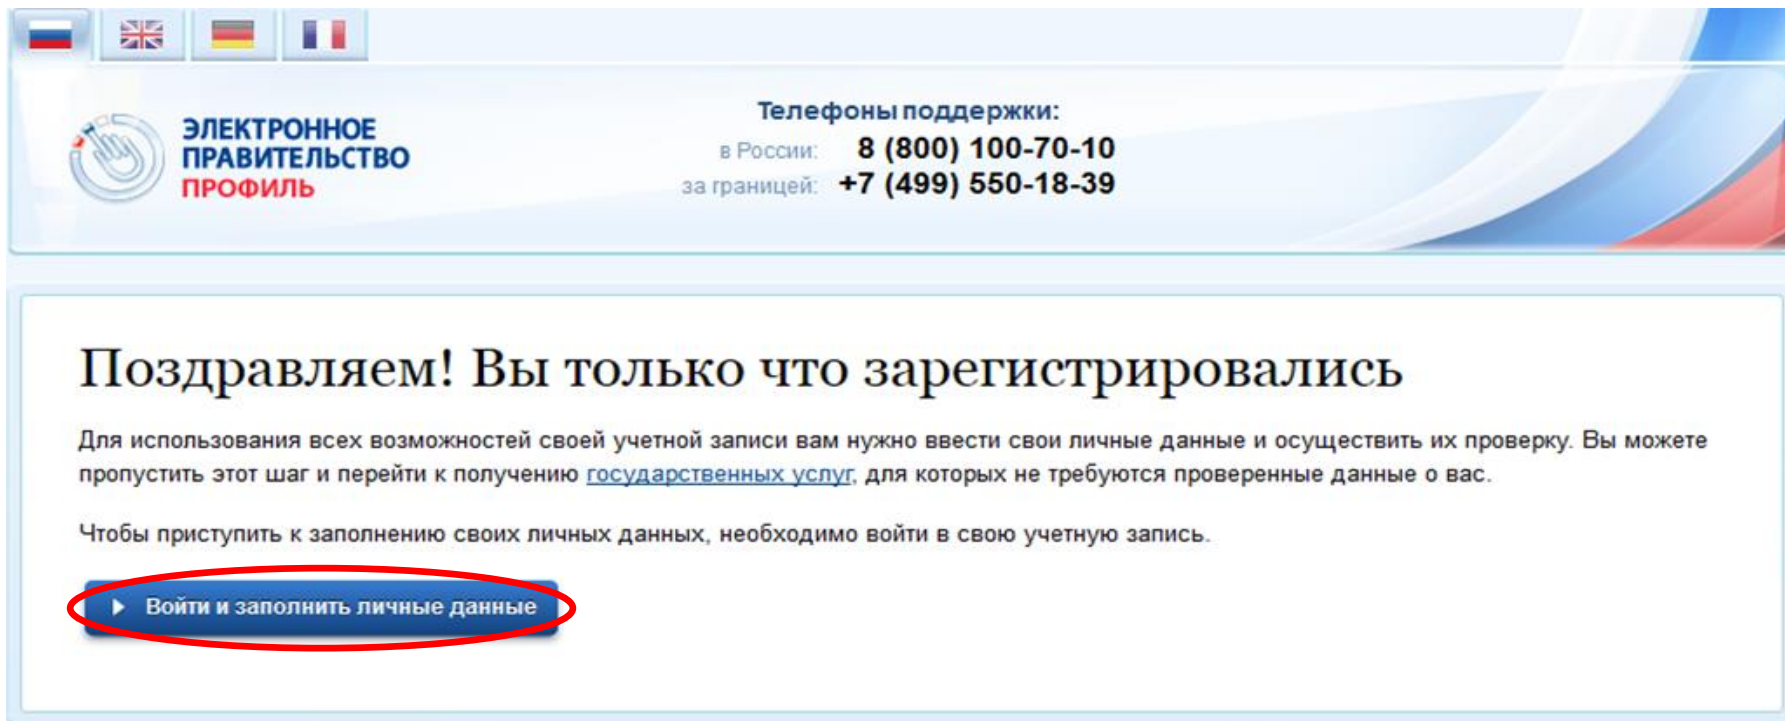 ЭЛЕКТРОННОЕ
ПРАВИТЕЛЬСТВО
ПРОФИЛЬ
Телефоны поддержки:
в России: 8 (800) 100-70-10
за границей: +7 (499) 550-18-39
Поздравляем! Вы только что зарегистрировались
Для использования всех возможностей своей учетной записи вам нужно ввести свои личные данные и осуществить их проверку. Вы можете
пропустить этот шаг и перейти к получению государственных услуг, для которых не требуются проверенные данные о вас.
Чтобы приступить к заполнению своих личных данных, необходимо войти в свою учетную запись.
Войти и заполнить личные данные